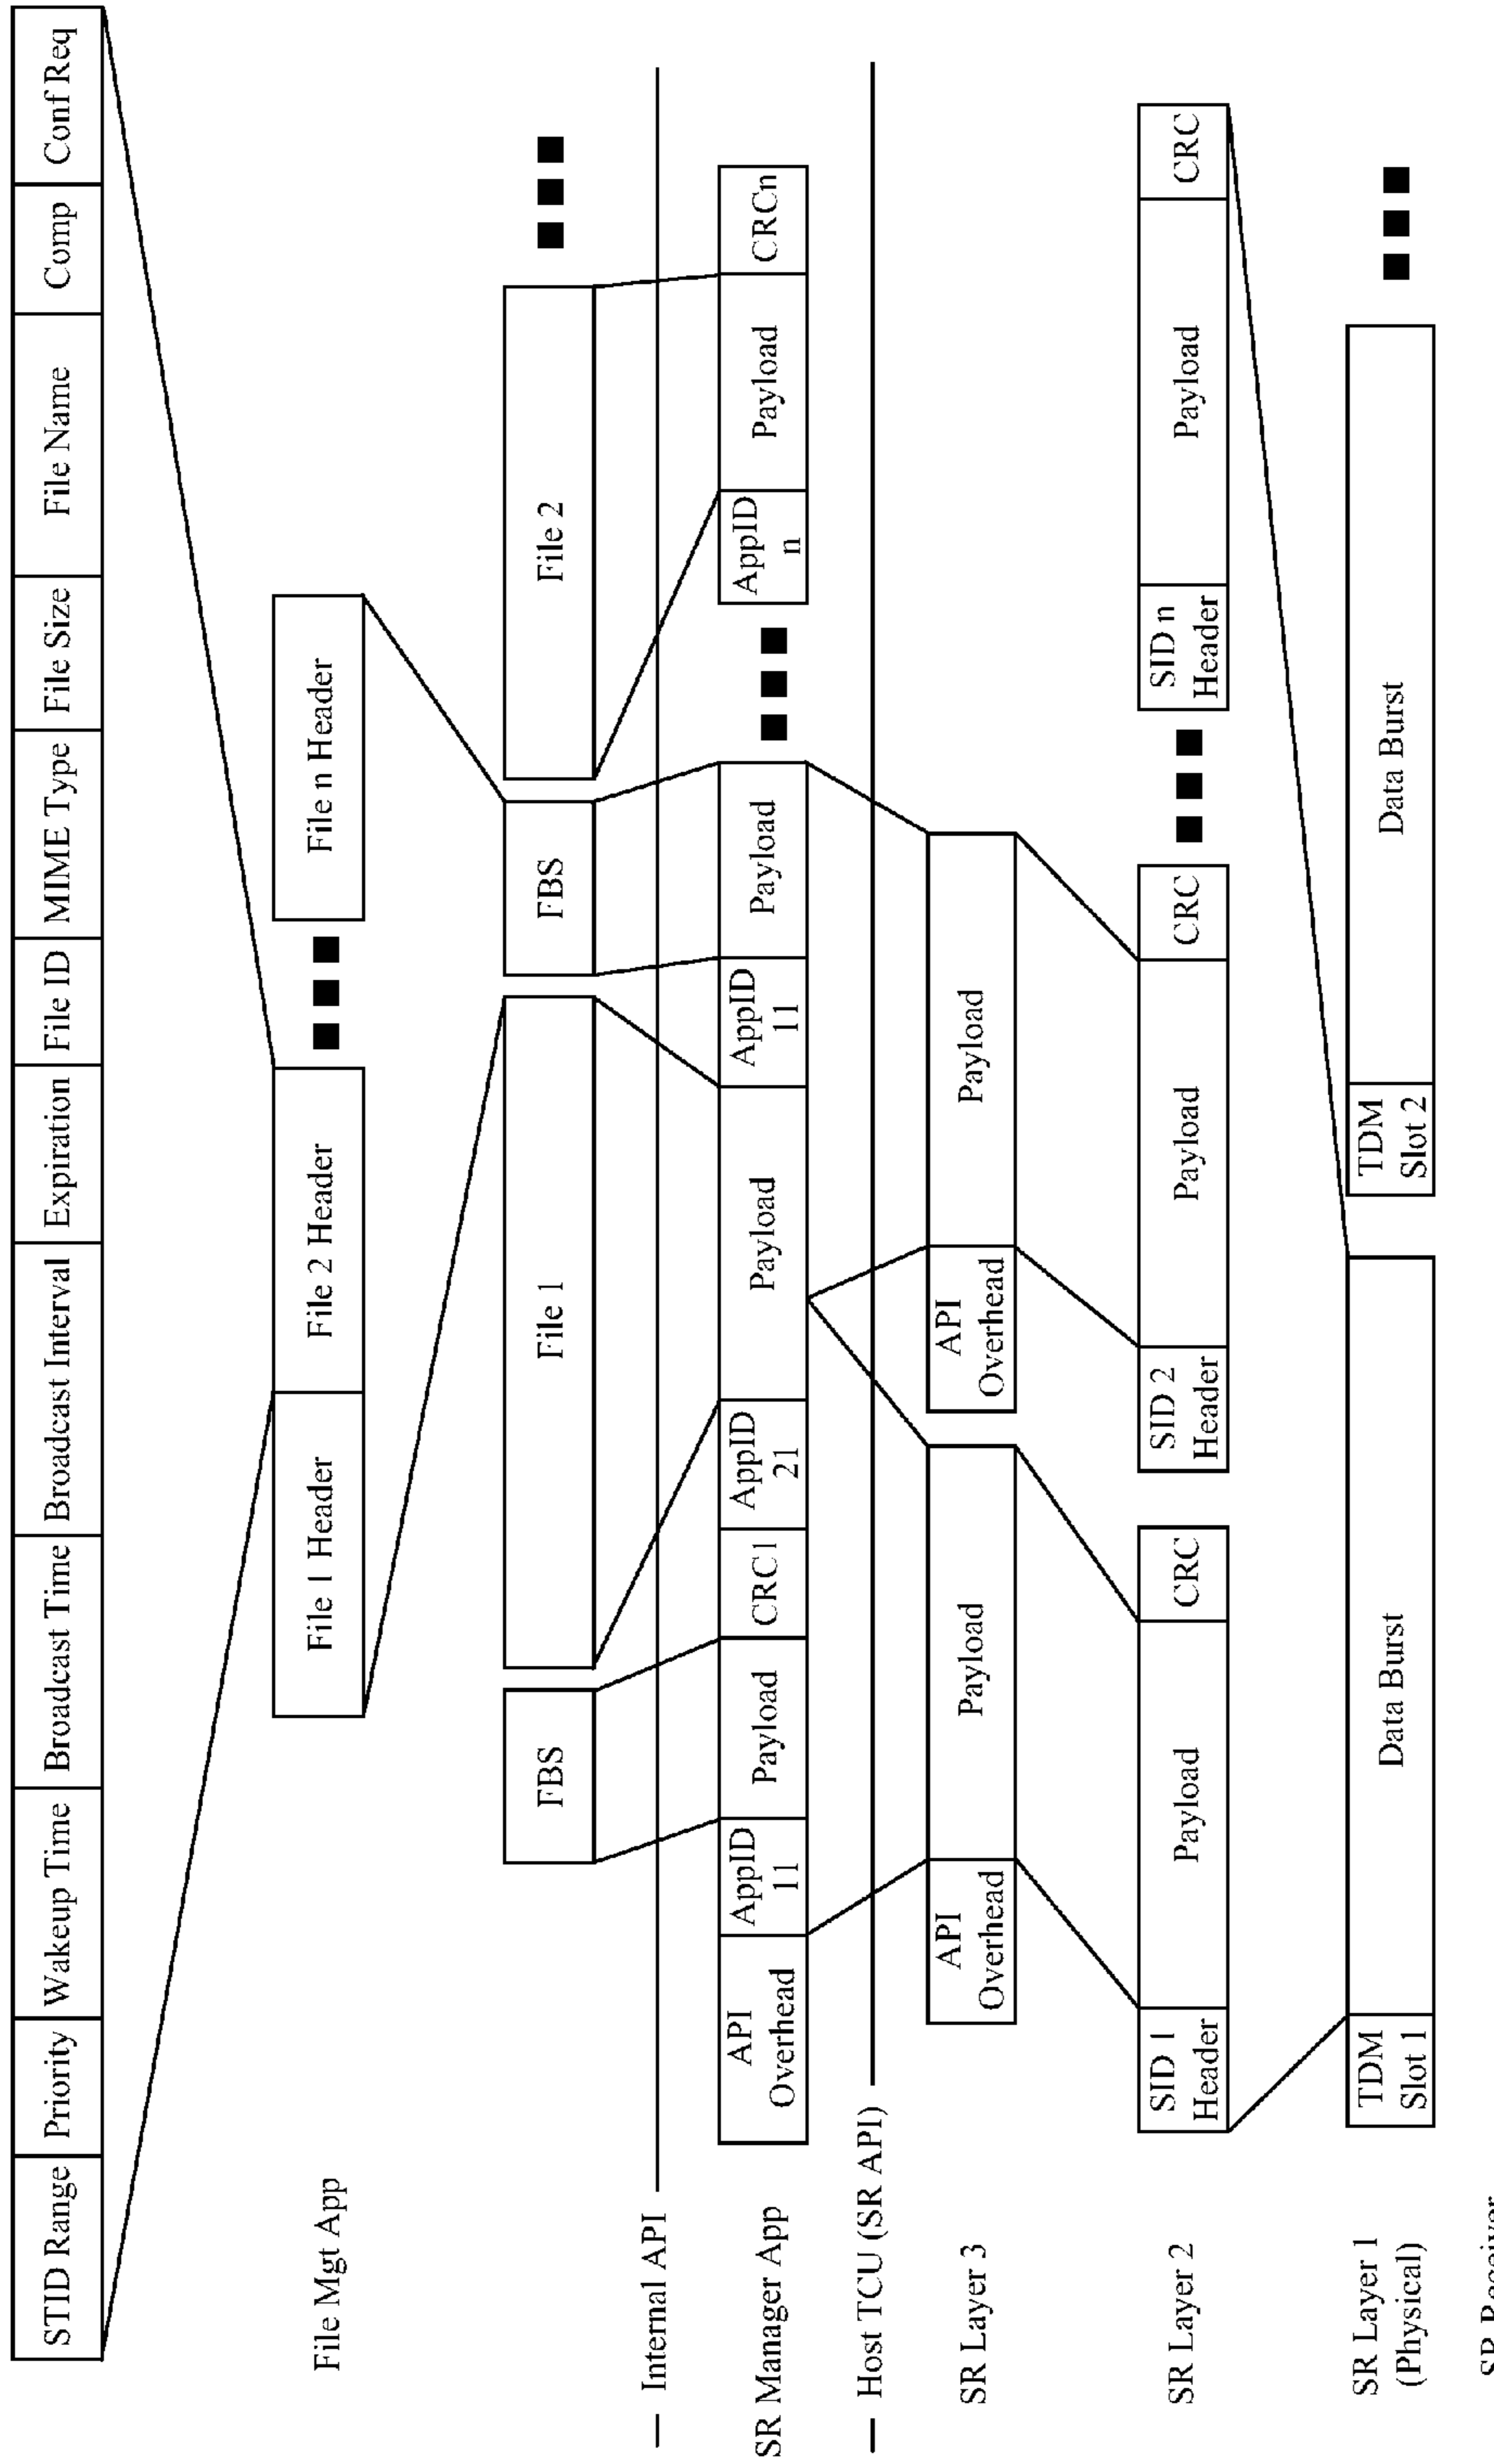 STID Range
Priority
Wakeup Time
Broadcast Time
Broadcast Interval
Expiration
File ID
MIME Type
File Size
File Name
Comp
Conf Req
File Mgt App
File 1 Header
File 2 Header
File n Header
FBS
File 1
FBS
File 2
Internal API
SR Manager App
API
Overhead
AppID
11
Payload
CRC1
AppID
21
Payload
AppID
11
Payload
AppID
n
Payload
CRCn
Host TCU (SR API)
SR Layer 3
API
Overhead
Payload
API
Overhead
Payload
SR Layer 2
SID 1
Header
Payload
CRC
SID 2
Header
Payload
CRC
SID n
Header
Payload
CRC
SR Layer 1
(Physical)
TDM
Slot 1
Data Burst
TDM
Slot 2
Data Burst
SR Receiver